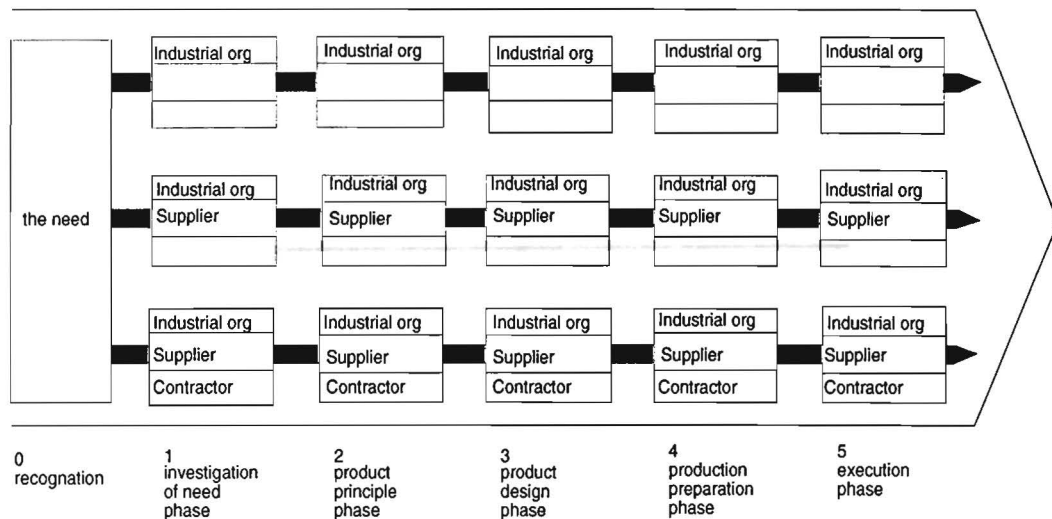 Industrial org
Industrial org
Industrial org
Industrial org
Industrial org
the need
Industrial org
Supplier
Industrial org
Supplier
Industrial org
Supplier
Industrial org
Supplier
Industrial org
Supplier
Industrial org
Supplier
Contractor
Industrial org
Supplier
Contractor
Industrial org
Supplier
Contractor
Industrial org
Supplier
Contractor
Industrial org
Supplier
Contractor
0
recognation
1
investigation
of need
phase
2
product
principle
phase
3
product
design
phase
4
production
preparation
phase
5
execution
phase